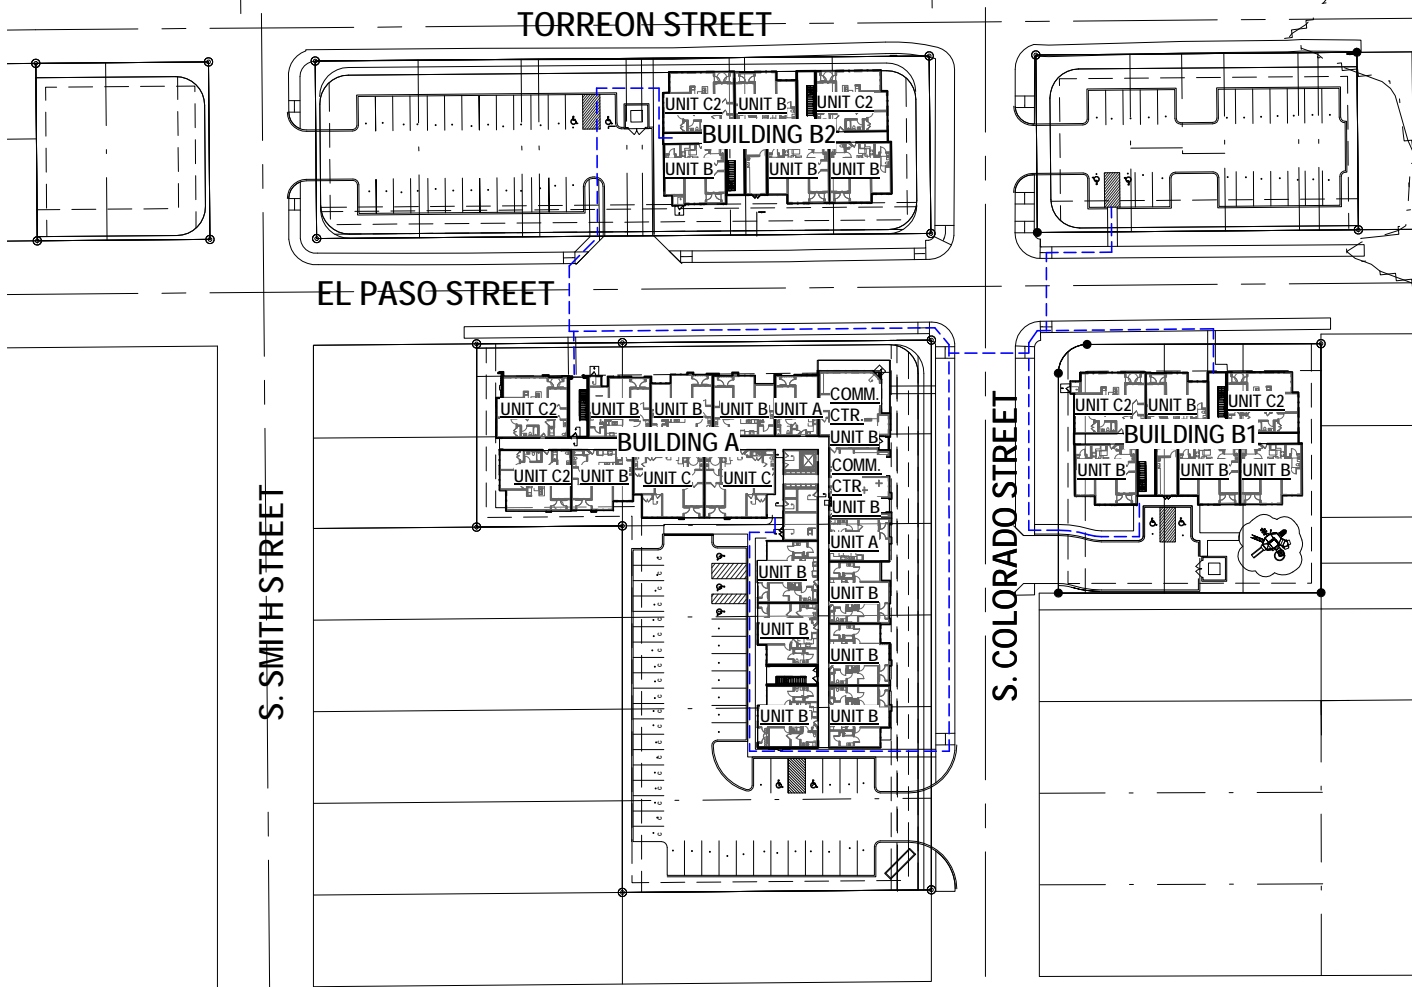 TORREON STREET
UNIT C2
UNIT B
UNIT C2
BUILDING B2
UNIT B
UNIT B
UNIT B
EL PASO STREET
UNIT C2
UNIT B
UNIT B
UNIT B
UNIT A
COMM.
CTR.
UNIT B
BUILDING A
UNIT C2
UNIT B
UNIT C
UNIT C
COMM.
CTR.
UNIT B
UNIT A
UNIT B
UNIT B
UNIT B
UNIT B
UNIT B
UNIT B
S. SMITH STREET
S. COLORADO STREET
UNIT C2
UNIT B
UNIT C2
BUILDING B1
UNIT B
UNIT B
UNIT B